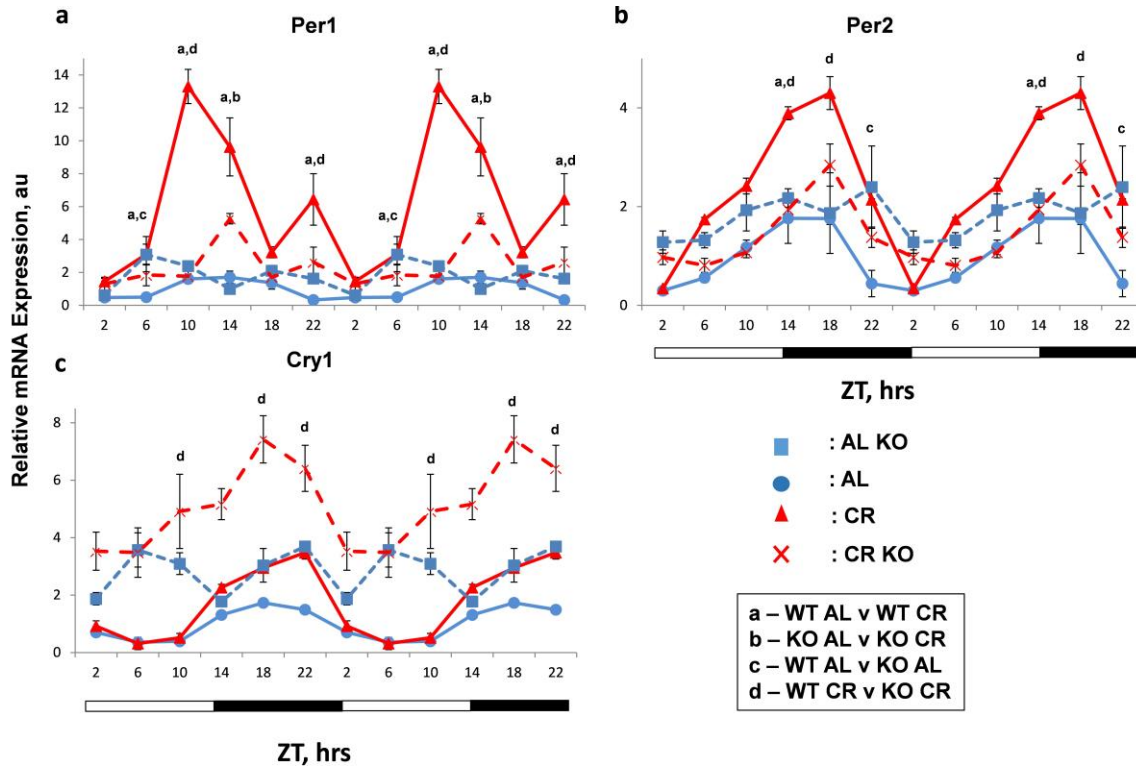 a
Per1
a,d
a,b
a,d
a,c
a,d
a,b
a,d
a,c
14
12
10
8
6
4
2
0
2 6 10 14 18 22 2 6 10 14 18 22
b
Per2
a,d
d
c
a,d
d
c
4
2
0
2 6 10 14 18 22 2 6 10 14 18 22
ZT, hrs
Relative mRNA Expression, au
c
Cry1
d
d
d
d
d
d
8
6
4
2
0
2 6 10 14 18 22 2 6 10 14 18 22
ZT, hrs
: AL KO
: AL
: CR
: CR KO
a – WT AL v WT CR
b – KO AL v KO CR
c – WT AL v KO AL
d – WT CR v KO CR